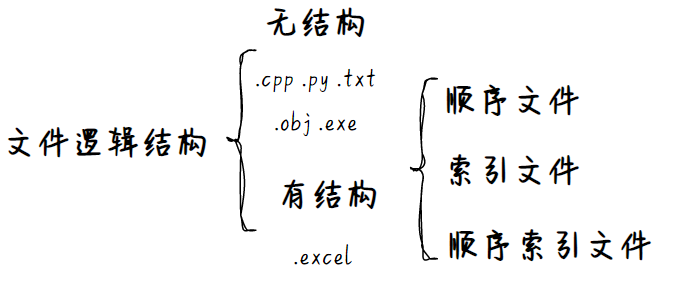 文件逻辑结构
无结构
.cpp .py .txt
.obj .exe
有结构
.excel
顺序文件
索引文件
顺序索引文件